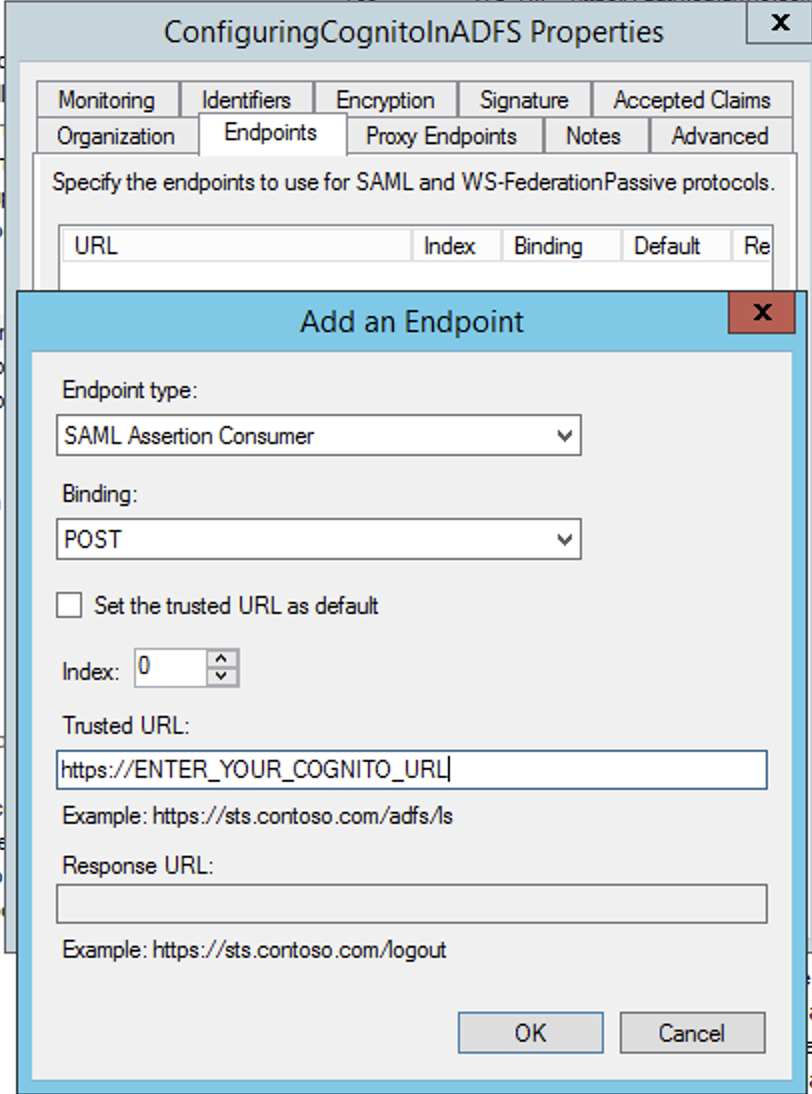 ConfiguringCognitoInADFS Properties
x
Monitoring Identifiers Encryption Signature Accepted Claims
Organization Endpoints Proxy Endpoints Notes Advanced
Specify the endpoints to use for SAML and WS-FederationPassive protocols.
URL Index Binding Default Re
Add an Endpoint
x
Endpoint type:
SAML Assertion Consumer
Binding:
POST
Set the trusted URL as default
Index: 0
Trusted URL:
https://ENTER_YOUR_COGNITO_URL
Example: https://sts.contoso.com/adfs/ls
Response URL:
Example: https://sts.contoso.com/logout
OK Cancel